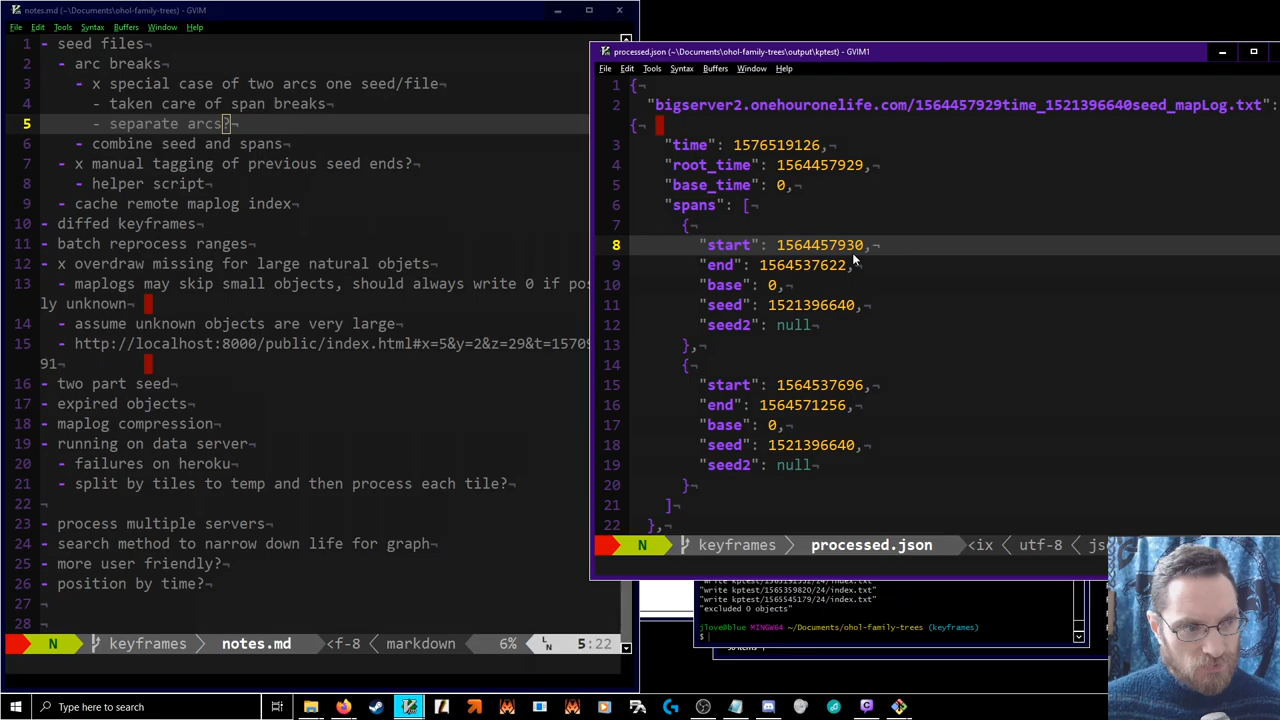 notes.md (~\Documents\ohol-family-trees) - GVIM
File Edit Tools Syntax Buffers Window Help
1 - seed files¬
2 - arc breaks¬
3 - x special case of two arcs one seed/file¬
4 - taken care of span breaks¬
5 - separate arcs?¬
6 - combine seed and spans¬
7 - x manual tagging of previous seed ends?¬
8 - helper script¬
9 - cache remote maplog index¬
10 - diffed keyframes¬
11 - batch reprocess ranges¬
12 - x overdraw missing for large natural objets¬
13 - maplogs may skip small objects, should always write 0 if pos
ly unknown¬
14 - assume unknown objects are very large¬
15 - http://localhost:8000/public/index.html#x=5&y=2&z=29&t=15709
91¬
16 - two part seed¬
17 - expired objects¬
18 - maplog compression¬
19 - running on data server¬
20 - failures on heroku¬
21 - split by tiles to temp and then process each tile?¬
22 ¬
23 - process multiple servers¬
24 - search method to narrow down life for graph¬
25 - more user friendly?¬
26 - position by time?¬
27 ¬
28 ¬
N keyframes notes.md <f-8 markdown 6% 5:22
processed.json (~\Documents\ohol-family-trees\output\kptest) - GVIM1
File Edit Tools Syntax Buffers Window Help
1 {¬
2 "bigserver2.onehouronelife.com/1564457929time_1521396640seed_mapLog.txt":
{¬
3 "time": 1576519126,¬
4 "root_time": 1564457929,¬
5 "base_time": 0,¬
6 "spans": [¬
7 {¬
8 "start": 1564457930,¬
9 "end": 1564537622,¬
10 "base": 0,¬
11 "seed": 1521396640,¬
12 "seed2": null¬
13 },¬
14 {¬
15 "start": 1564537696,¬
16 "end": 1564571256,¬
17 "base": 0,¬
18 "seed": 1521396640,¬
19 "seed2": null¬
20 }¬
21 ]¬
22 },¬
N keyframes processed.json <ix utf-8 js
"write kptest/1565359820/24/index.txt"
"write kptest/1565545179/24/index.txt"
"excluded 0 objects"
jlove@blue MINGW64 ~/Documents/ohol-family-trees (keyframes)
$
Type here to search